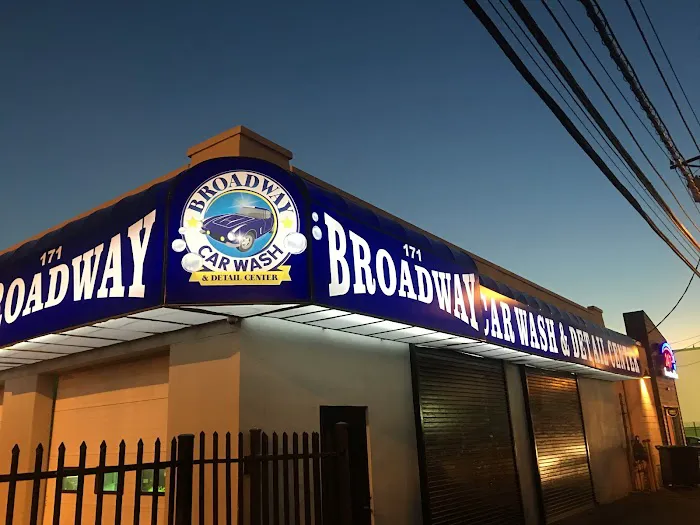 171
ROADWAY
BROADWAY
CAR WASH
& DETAIL CENTER
171
BROADWAY CAR WASH & DETAIL CENTER